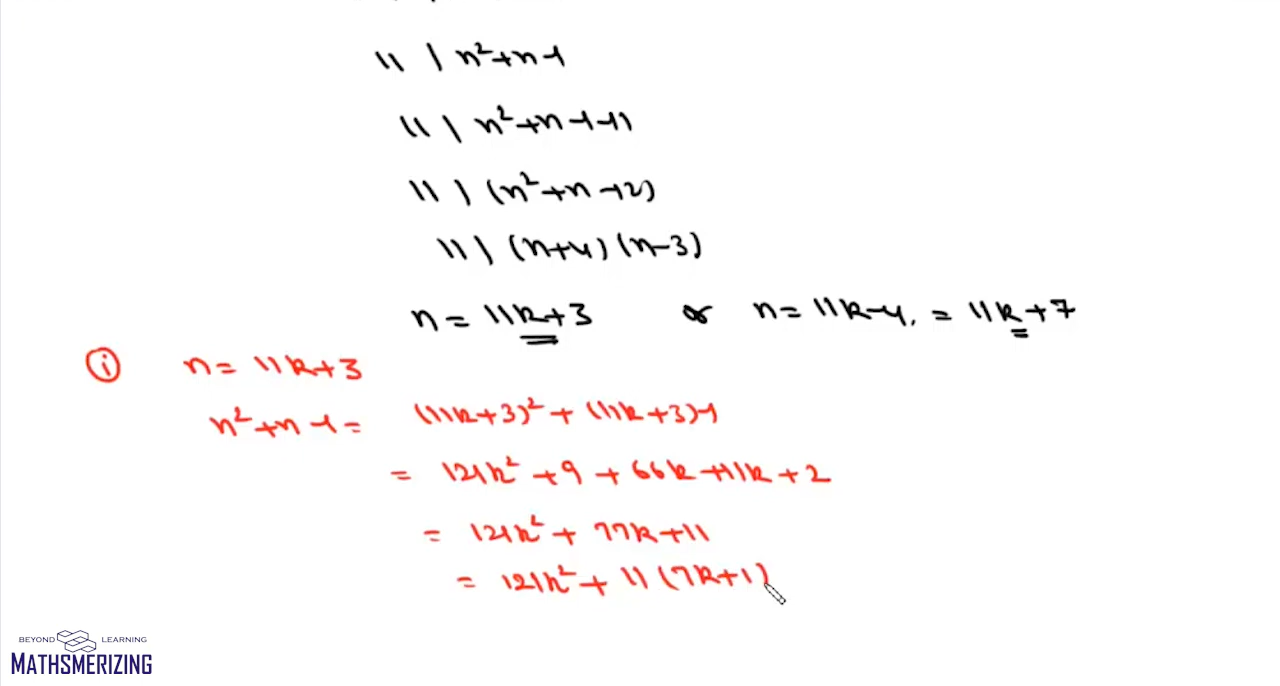 11 | n²+n-1
11 | n²+n-1-11
11 | (n²+n-12)
11 | (n+4)(n-3)
n = 11k+3 or n = 11k-4, = 11k+7
(i) n = 11k+3
n²+n-1 = (11k+3)² + (11k+3)-1
= 121k² + 9 + 66k + 11k + 2
= 121k² + 77k + 11
= 121k² + 11(7k+1)
BEYOND LEARNING
MATHSMERIZING